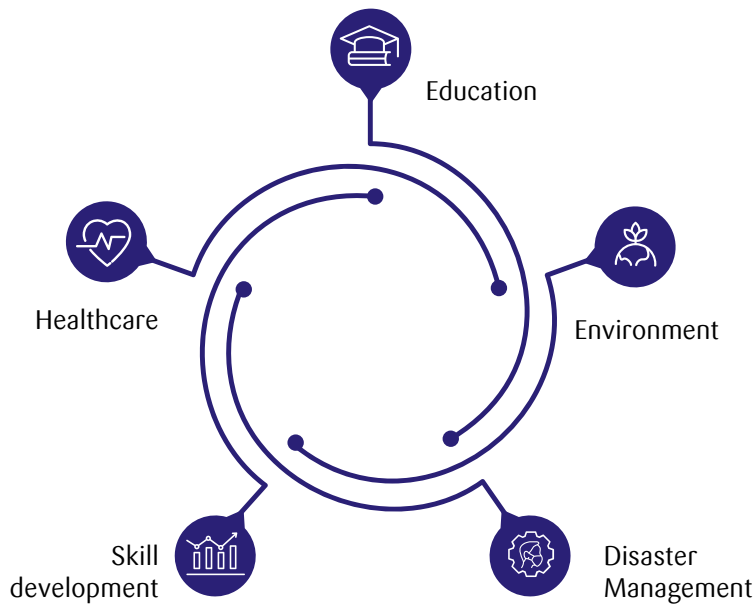 Education
Healthcare
Environment
Skill
development
Disaster
Management